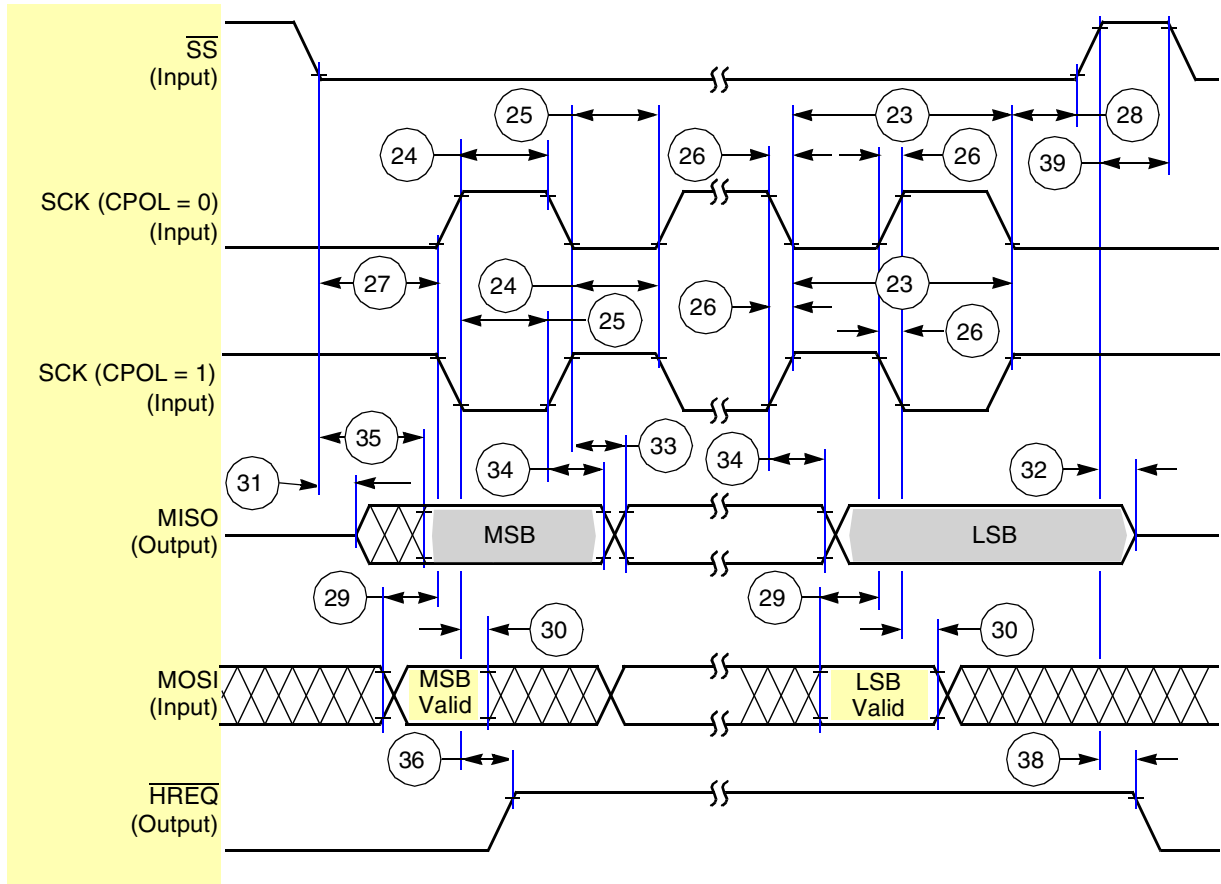 SS
(Input)
25
23
28
24
26
26
39
SCK (CPOL = 0)
(Input)
27
24
23
26
25
26
SCK (CPOL = 1)
(Input)
35
33
34
34
31
32
MISO
(Output)
MSB
LSB
29
29
30
30
MOSI
(Input)
MSB
Valid
LSB
Valid
36
38
HREQ
(Output)